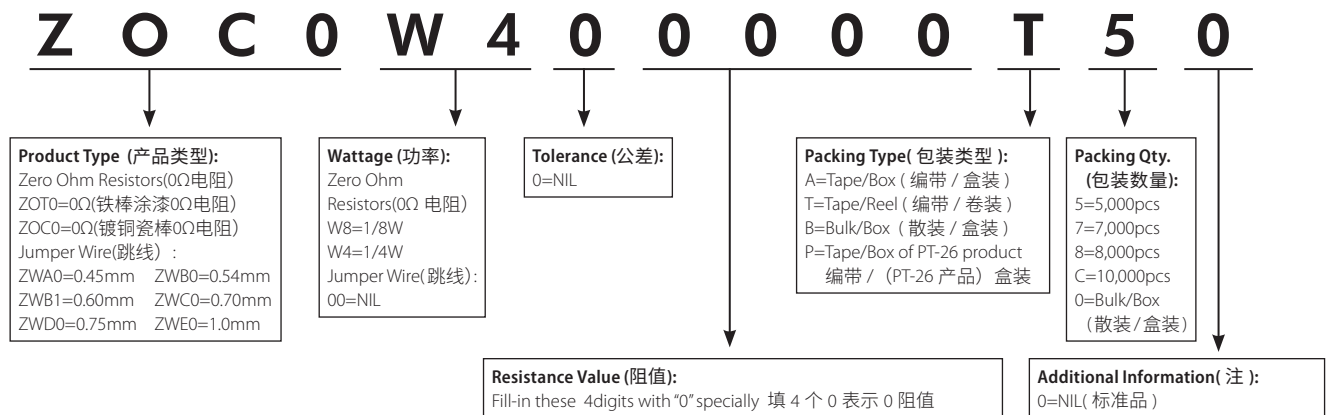 Z O C 0 W 4 0 0 0 0 0 T 5 0
Product Type (产品类型):
Zero Ohm Resistors(0Ω电阻)
ZOT0=0Ω(铁棒涂漆0Ω电阻)
ZOC0=0Ω(镀铜瓷棒0Ω电阻)
Jumper Wire(跳线）:
ZWA0=0.45mm ZWB0=0.54mm
ZWB1=0.60mm ZWC0=0.70mm
ZWD0=0.75mm ZWE0=1.0mm
Wattage (功率):
Zero Ohm
Resistors(0Ω 电阻)
W8=1/8W
W4=1/4W
Jumper Wire(跳线):
00=NIL
Tolerance (公差):
0=NIL
Packing Type( 包装类型 ):
A=Tape/Box ( 编带 / 盒装 )
T=Tape/Reel ( 编带 / 卷装 )
B=Bulk/Box ( 散装 / 盒装 )
P=Tape/Box of PT-26 product
编带 /（PT-26 产品）盒装
Packing Qty.
(包装数量):
5=5,000pcs
7=7,000pcs
8=8,000pcs
C=10,000pcs
0=Bulk/Box
（散装/盒装）
Resistance Value (阻值):
Fill-in these 4digits with “0” specially 填 4 个 0 表示 0 阻值
Additional Information( 注 ):
0=NIL( 标准品 )